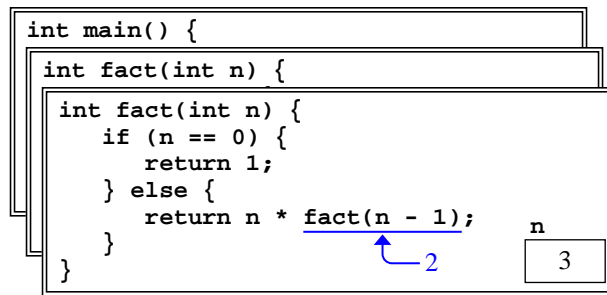 int main() {
int fact(int n) {
int fact(int n) {
   if (n == 0) {
      return 1;
   } else {
      return n * fact(n - 1);
   }
}
n
3
2